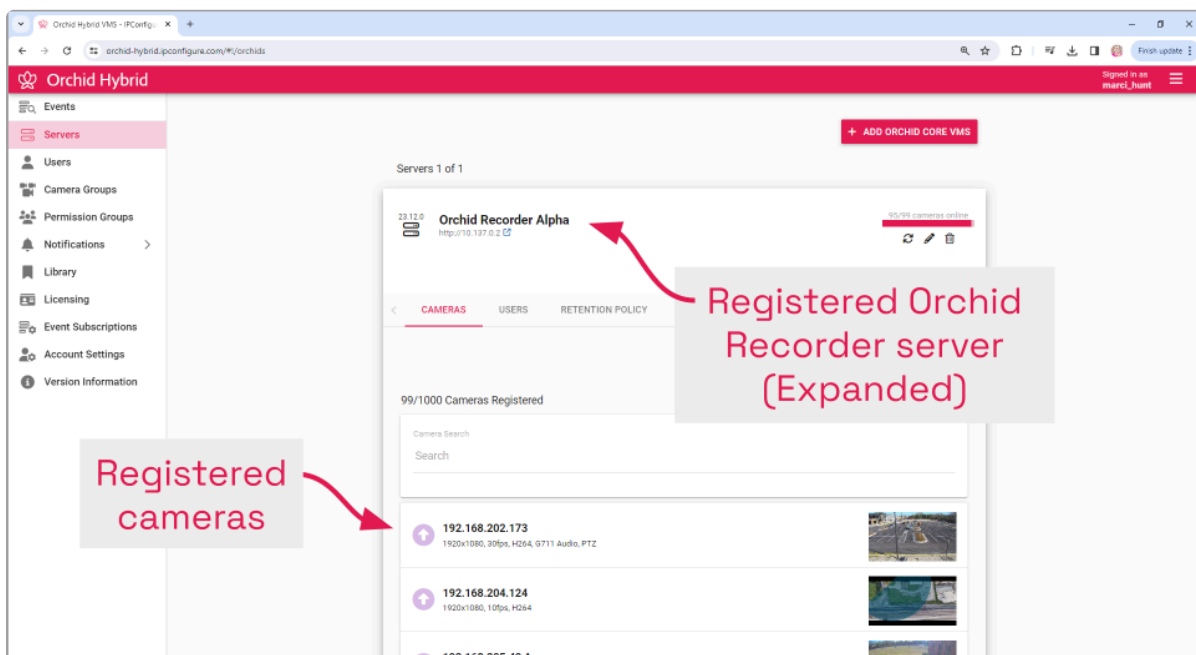 Orchid Hybrid VMS - IPConfigu
orchid-hybrid.ipconfigure.com/#!/orchids
Finish update
Orchid Hybrid
Signed in as
marci_hunt
Events
Servers
Users
Camera Groups
Permission Groups
Notifications
Library
Licensing
Event Subscriptions
Account Settings
Version Information
+ ADD ORCHID CORE VMS
Servers 1 of 1
23.12.0
Orchid Recorder Alpha
http://10.137.0.2
95/99 cameras online
CAMERAS USERS RETENTION POLICY
Registered Orchid
Recorder server
(Expanded)
99/1000 Cameras Registered
Camera Search
Search
Registered
cameras
192.168.202.173
1920x1080, 30fps, H264, G711 Audio, PTZ
192.168.204.124
1920x1080, 10fps, H264